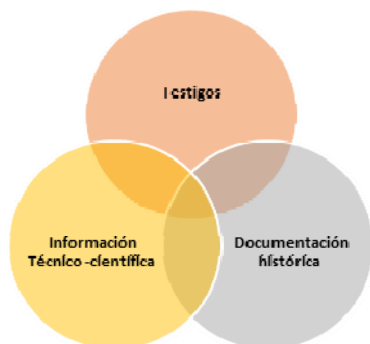 Testigos
Información
Técnico-científica
Documentación
histórica